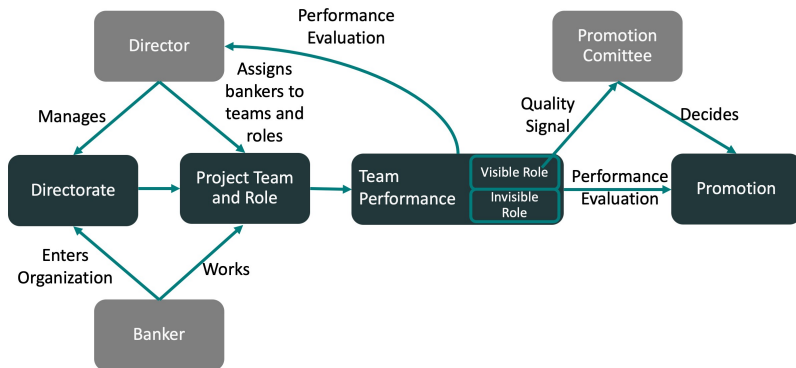 Director
Performance
Evaluation
Promotion
Comittee
Manages
Assigns
bankers to
teams and
roles
Quality
Signal
Decides
Directorate
Project Team
and Role
Team
Performance
Visible Role
Invisible
Role
Performance
Evaluation
Promotion
Enters
Organization
Works
Banker